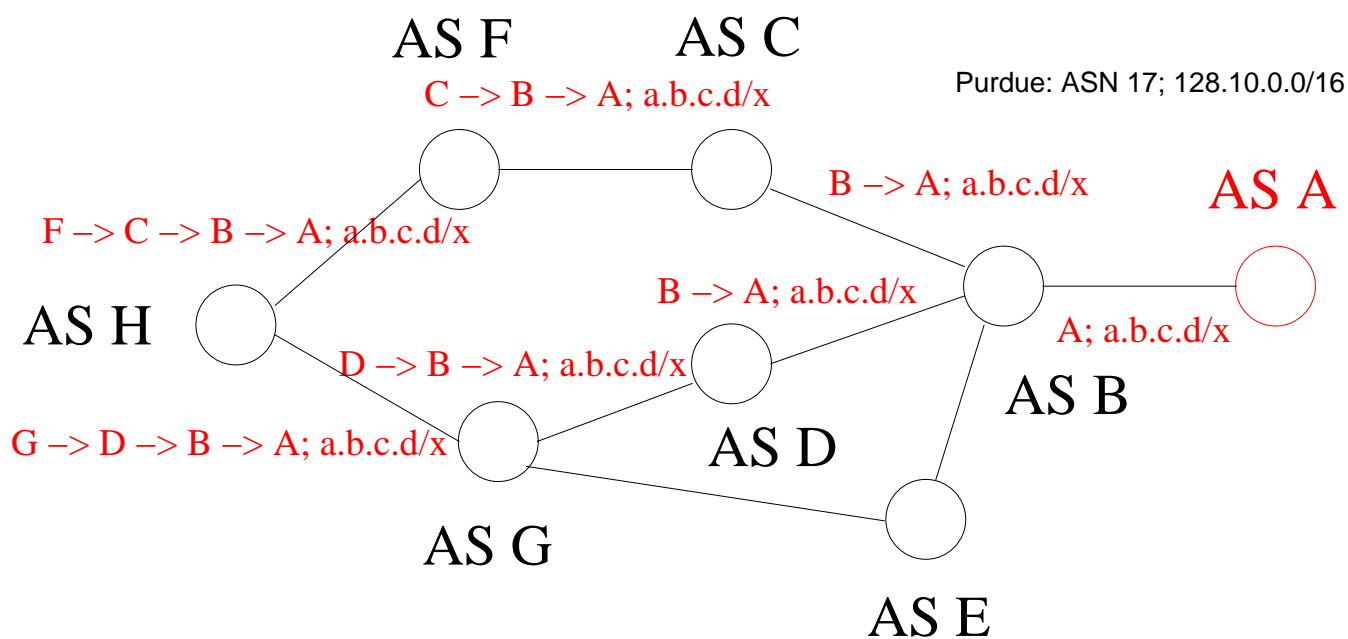 AS F
AS C
Purdue: ASN 17; 128.10.0.0/16
C –> B –> A; a.b.c.d/x
B –> A; a.b.c.d/x
AS A
F –> C –> B –> A; a.b.c.d/x
B –> A; a.b.c.d/x
AS H
A; a.b.c.d/x
D –> B –> A; a.b.c.d/x
AS B
G –> D –> B –> A; a.b.c.d/x
AS D
AS G
AS E